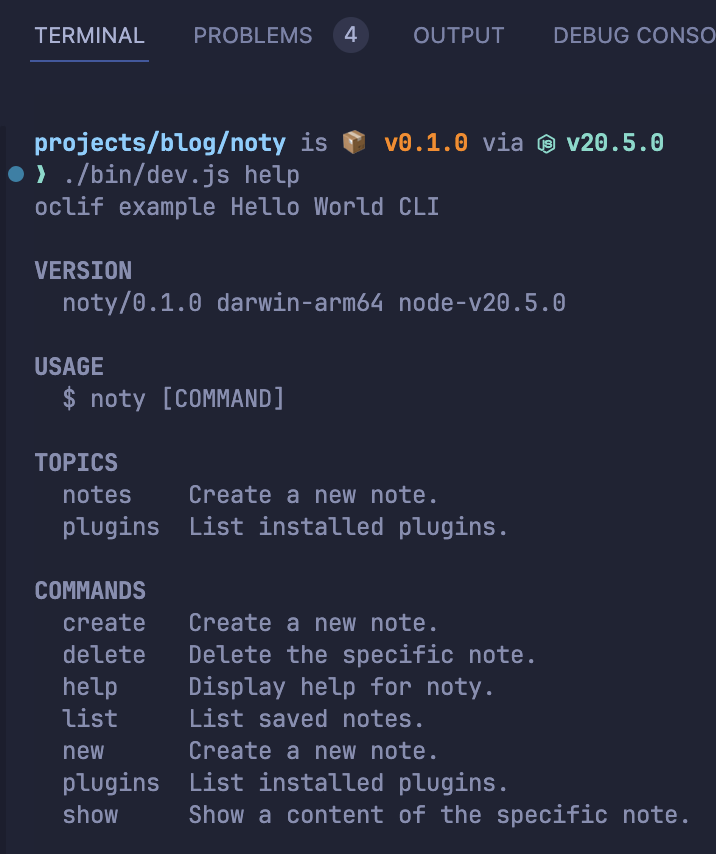 TERMINAL PROBLEMS 4 OUTPUT DEBUG CONSO
projects/blog/noty is 📦 v0.1.0 via v20.5.0
❱ ./bin/dev.js help
oclif example Hello World CLI
VERSION
noty/0.1.0 darwin-arm64 node-v20.5.0
USAGE
$ noty [COMMAND]
TOPICS
notes Create a new note.
plugins List installed plugins.
COMMANDS
create Create a new note.
delete Delete the specific note.
help Display help for noty.
list List saved notes.
new Create a new note.
plugins List installed plugins.
show Show a content of the specific note.